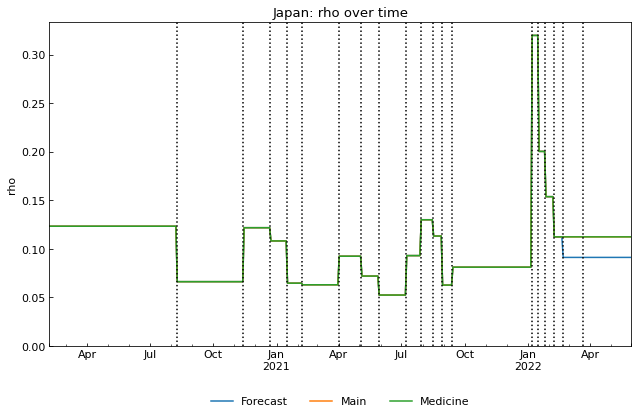 Japan: rho over time
rho
0.30
0.25
0.20
0.15
0.10
0.05
0.00
Apr Jul Oct Jan Apr Jul Oct Jan Apr
2021 2022
Forecast Main Medicine